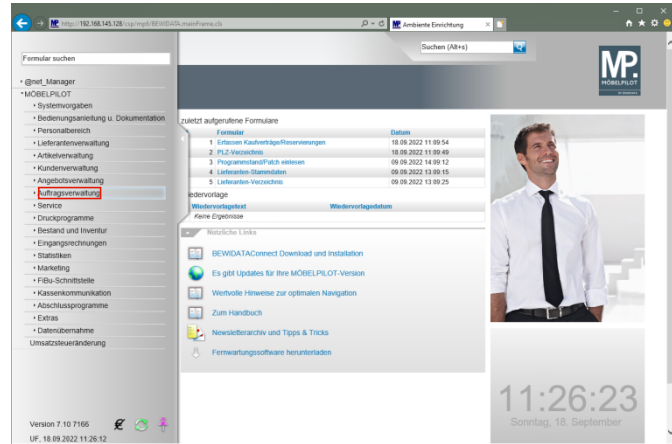 http://192.168.145.128/csp/mp6/BEWIDATA.mainFrame.cls
Ambiente Einrichtung
Formular suchen
Suchen (Alt+s)
MP.
MÖBELPILOT
@net_Manager
MÖBELPILOT
Systemvorgaben
Bedienungsanleitung u. Dokumentation
Personalbereich
Lieferantenverwaltung
Artikelverwaltung
Kundenverwaltung
Angebotsverwaltung
Auftragsverwaltung
Service
Druckprogramme
Bestand und Inventur
Eingangsrechnungen
Statistiken
Marketing
FiBu-Schnittstelle
Kassenkommunikation
Abschlussprogramme
Extras
Datenübernahme
Umsatzsteueränderung
Version 7.10 7166
UF, 18.09.2022 11:26:12
zuletzt aufgerufene Formulare
Formular Datum
1 Erfassen Kaufverträge/Reservierungen 18.09.2022 11:09:54
2 PLZ-Verzeichnis 18.09.2022 11:09:49
3 Programmstand/Patch einlesen 09.09.2022 14:09:12
4 Lieferanten-Stammdaten 09.09.2022 13:09:15
5 Lieferanten-Verzeichnis 09.09.2022 13:09:25
iedervorlage
Wiedervorlagetext Wiedervorlagedatum
Keine Ergebnisse
Nützliche Links
BEWIDATAConnect Download und Installation
Es gibt Updates für Ihre MÖBELPILOT-Version
Wertvolle Hinweise zur optimalen Navigation
Zum Handbuch
Newsletterarchiv und Tipps & Tricks
Fernwartungssoftware herunterladen
11:26:23
Sonntag, 18. September